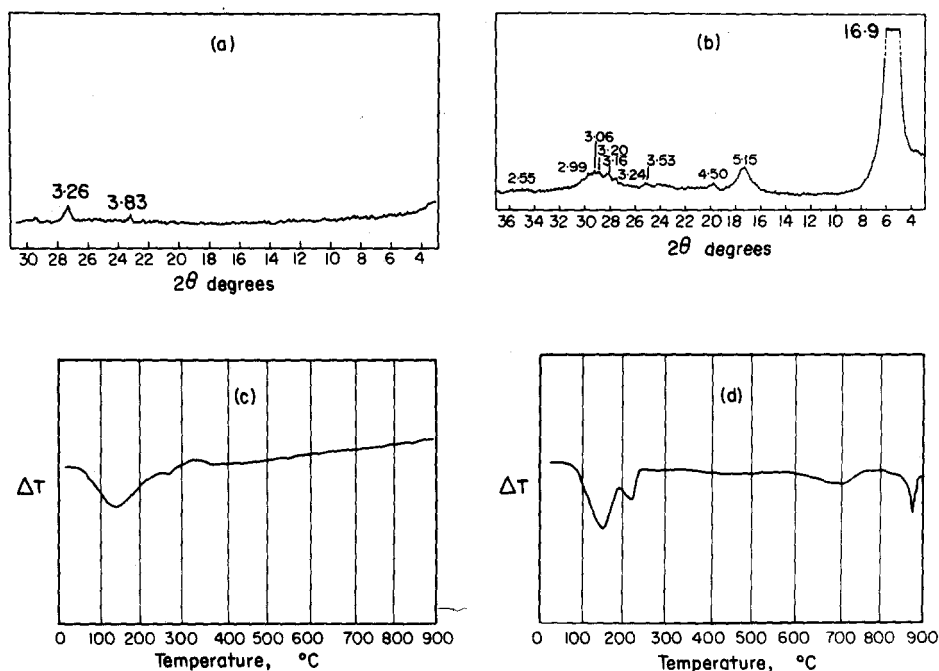 (a)
3·26
3·83
30 28 26 24 22 20 18 16 14 12 10 8 6 4
2θ degrees
(b)
16·9
3·06
3·20
3·16
2·99
3·24
3·53
2·55
4·50
5·15
36 34 32 30 28 26 24 22 20 18 16 14 12 10 8 6 4
2θ degrees
(c)
ΔT
0 100 200 300 400 500 600 700 800 900
Temperature, °C
(d)
ΔT
0 100 200 300 400 500 600 700 800 900
Temperature, °C